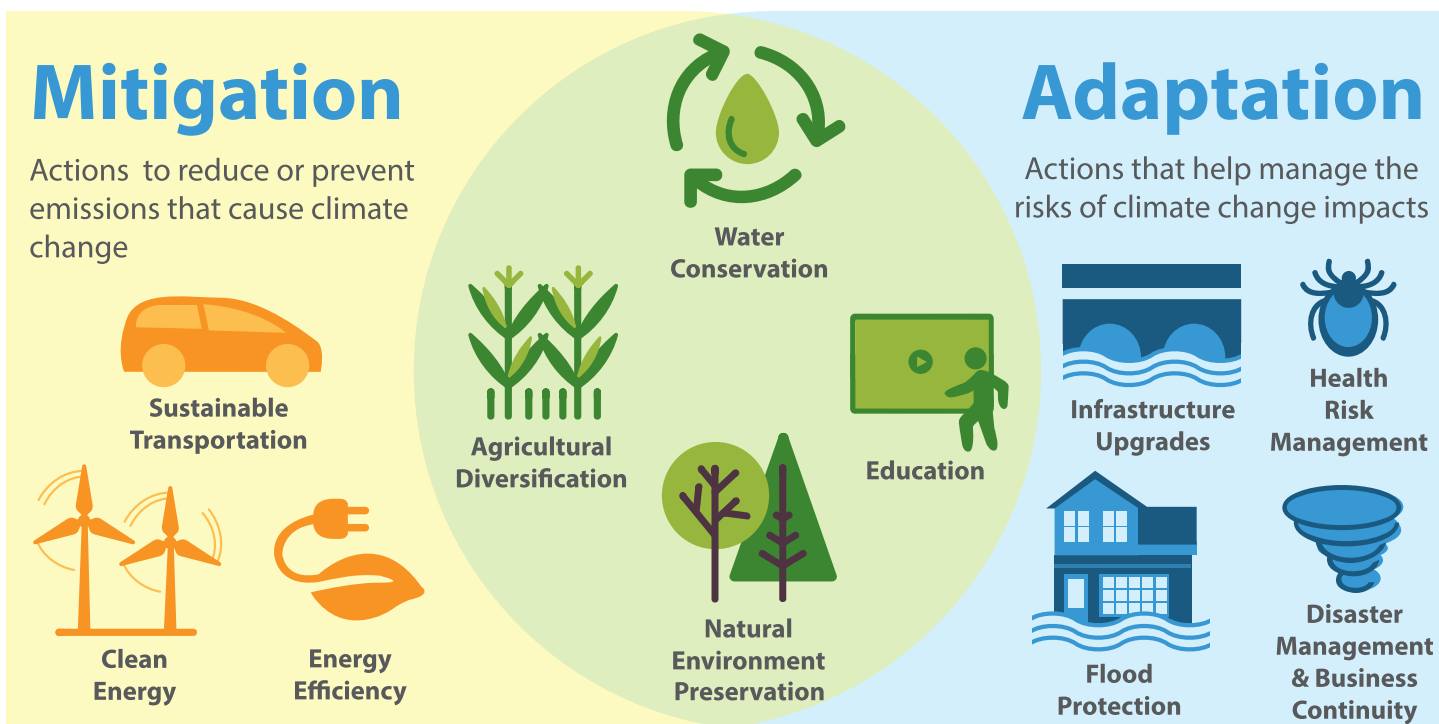 Mitigation
Actions to reduce or prevent
emissions that cause climate
change
Sustainable
Transportation
Clean
Energy
Energy
Efficiency
Water
Conservation
Agricultural
Diversification
Education
Natural
Environment
Preservation
Adaptation
Actions that help manage the
risks of climate change impacts
Infrastructure
Upgrades
Health
Risk
Management
Flood
Protection
Disaster
Management
& Business
Continuity